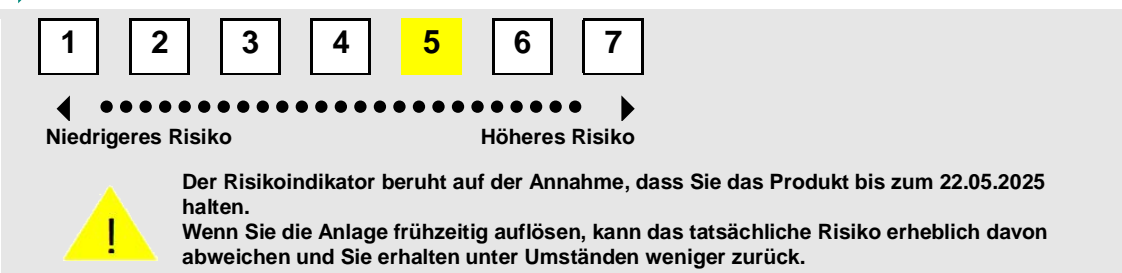 1 2 3 4 5 6 7
Niedrigeres Risiko Höheres Risiko
Der Risikoindikator beruht auf der Annahme, dass Sie das Produkt bis zum 22.05.2025
halten.
Wenn Sie die Anlage frühzeitig auflösen, kann das tatsächliche Risiko erheblich davon
abweichen und Sie erhalten unter Umständen weniger zurück.
!